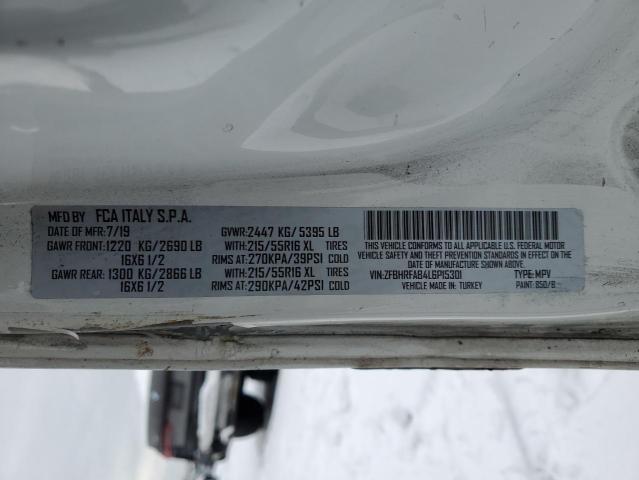 MFD BY FCA ITALY S.P.A.
DATE OF MFR: 7/19 GVWR: 2447 KG/ 5395 LB
GAWR FRONT: 1220 KG/2690 LB WITH: 215/55R16 XL TIRES
16X6 1/2 RIMS AT: 270KPA/39PSI COLD
GAWR REAR: 1300 KG/2866 LB WITH: 215/55R16 XL TIRES
16X6 1/2 RIMS AT: 290KPA/42PSI COLD
THIS VEHICLE CONFORMS TO ALL APPLICABLE U.S. FEDERAL MOTOR
VEHICLE SAFETY AND THEFT PREVENTION STANDARDS IN EFFECT ON THE
DATE OF MANUFACTURE SHOWN ABOVE.
VIN: ZFBHRFAB4L6P15301 TYPE: MPV
VEHICLE MADE IN: TURKEY PAINT: 850/B